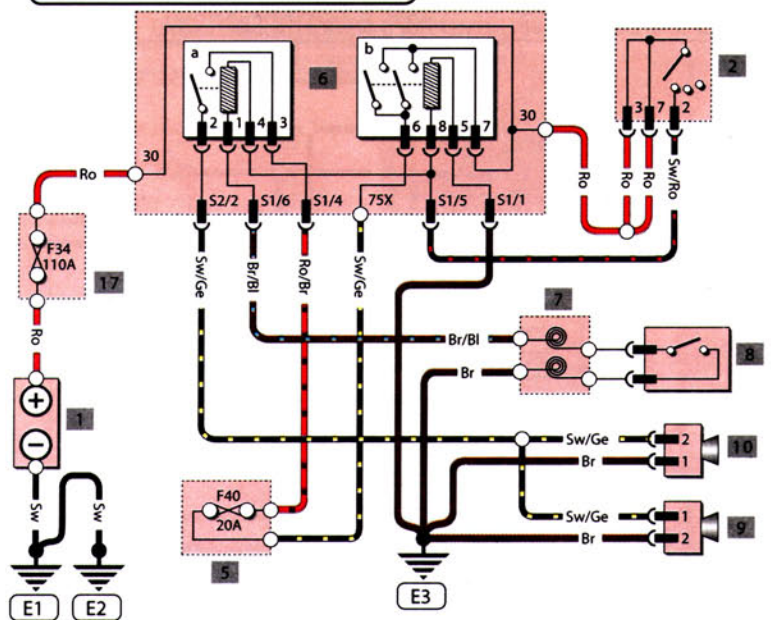 a
b
6
2
2 1 4 3
6 8 5 7
30
3 7 2
30
Ro
S2/2 S1/6 S1/4 75X S1/5 S1/1
Ro Ro Ro Sw/Ro
F34
110A
17
Sw/Ge Br/Bl Ro/Br Sw/Ge
Ro
7
Br/Bl
8
Br
+
1
−
Sw/Ge 2
10
Br 1
F40
20A
Sw Sw
Sw/Ge 1
9
Br 2
5
E1 E2
E3